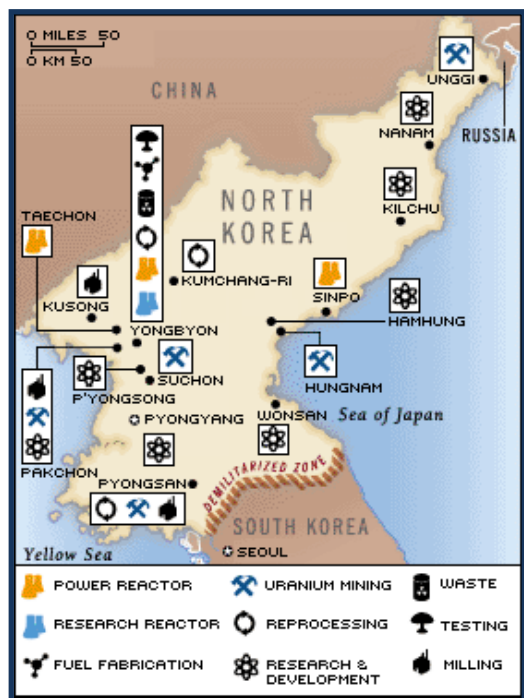 0 MILES 50
0 KM 50
CHINA
UNGGI
RUSSIA
NANAM
NORTH
KOREA
KILCHU
TAECHON
KUMCHANG-RI
SINPO
KUSONG
HAMHUNG
YONGBYON
SUCHON
HUNGNAM
P'YONGSONG
WONSAN
Sea of Japan
PYONGYANG
PAKCHON
PYONGSAN
DEMILITARIZED ZONE
SOUTH KOREA
Yellow Sea
SEOUL
POWER REACTOR
URANIUM MINING
WASTE
RESEARCH REACTOR
REPROCESSING
TESTING
FUEL FABRICATION
RESEARCH &
DEVELOPMENT
MILLING